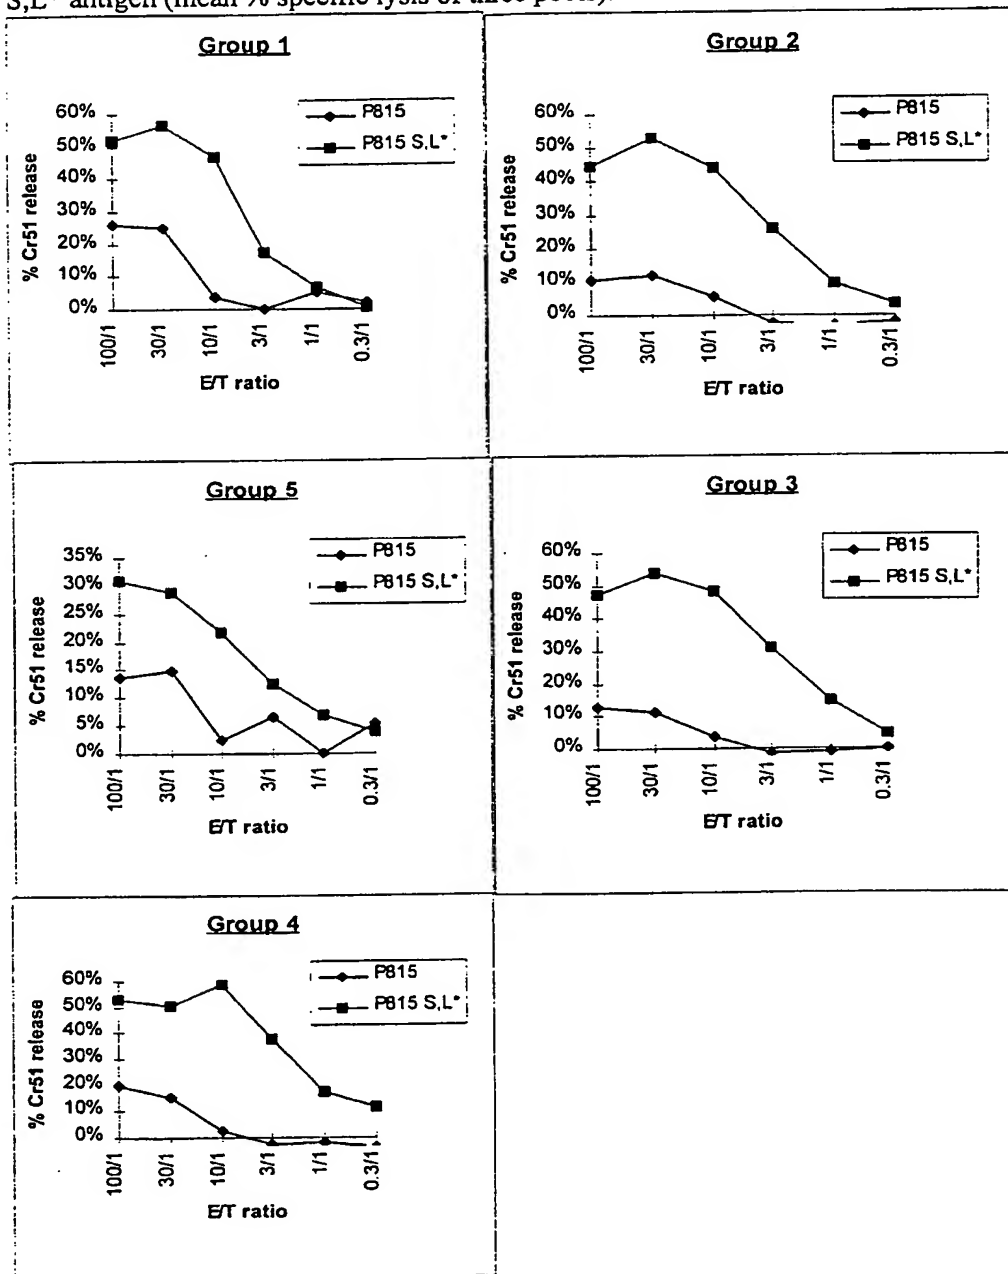 S,L* antigen (mean % specific lysis of three pools).
Group 1
P815
P815 S,L*
60%
50%
40%
30%
20%
10%
0%
% Cr51 release
100/1
30/1
10/1
3/1
1/1
0.3/1
E/T ratio
Group 2
P815
P815 S,L*
60%
50%
40%
30%
20%
10%
0%
% Cr51 release
100/1
30/1
10/1
3/1
1/1
0.3/1
E/T ratio
Group 5
P815
P815 S,L*
35%
30%
25%
20%
15%
10%
5%
0%
% Cr51 release
100/1
30/1
10/1
3/1
1/1
0.3/1
E/T ratio
Group 3
P815
P815 S,L*
60%
50%
40%
30%
20%
10%
0%
% Cr51 release
100/1
30/1
10/1
3/1
1/1
0.3/1
E/T ratio
Group 4
P815
P815 S,L*
60%
50%
40%
30%
20%
10%
0%
% Cr51 release
100/1
30/1
10/1
3/1
1/1
0.3/1
E/T ratio